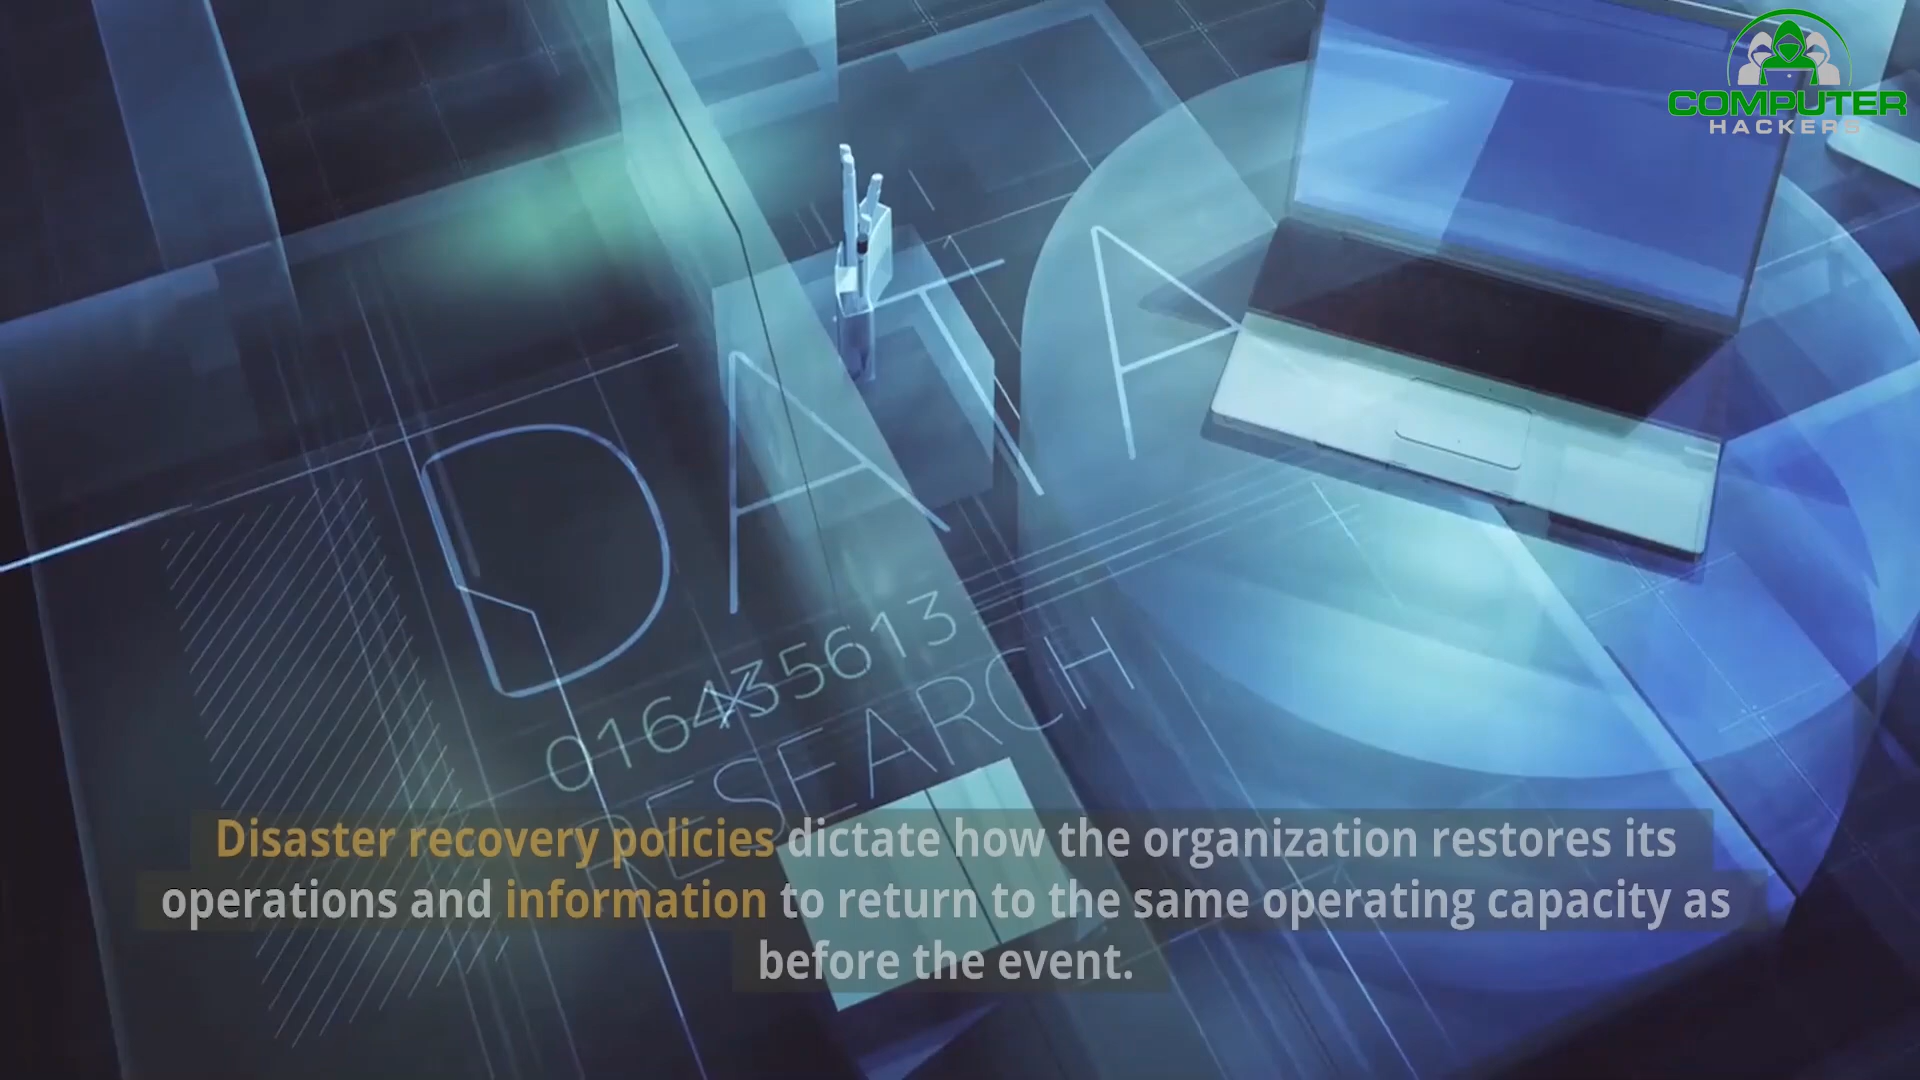 COMPUTER
HACKERS
DATA
016435613
RESEARCH
Disaster recovery policies dictate how the organization restores its
operations and information to return to the same operating capacity as
before the event.